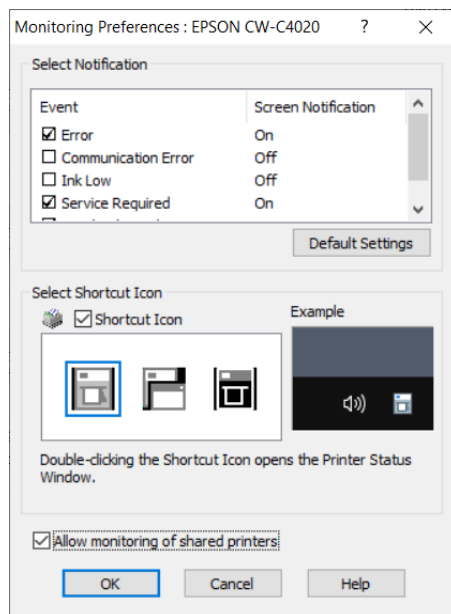 Monitoring Preferences : EPSON CW-C4020 ?
Select Notification
Event Screen Notification
Error On
Communication Error Off
Ink Low Off
Service Required On
Default Settings
Select Shortcut Icon
Shortcut Icon
Example
Double-clicking the Shortcut Icon opens the Printer Status
Window.
Allow monitoring of shared printers
OK Cancel Help